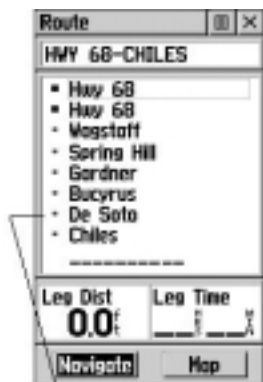 Route
HWY 68-CHILES
Hwy 68
Hwy 68
Wagstaff
Spring Hill
Gardner
Bucyrus
De Soto
Chiles
__________
Leg Dist
Leg Time
0.0
Navigate
Map